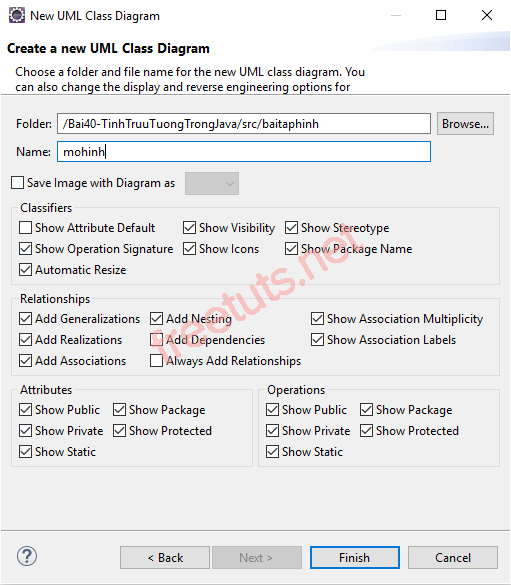 New UML Class Diagram
Create a new UML Class Diagram
Choose a folder and file name for the new UML class diagram. You
can also change the display and reverse engineering options for
Folder: /Bai40-TinhTruuTuongTrongJava/src/baitaphinh Browse...
Name: mohinh
Save Image with Diagram as
Classifiers
Show Attribute Default Show Visibility Show Stereotype
Show Operation Signature Show Icons Show Package Name
Automatic Resize
Relationships
Add Generalizations Add Nesting Show Association Multiplicity
Add Realizations Add Dependencies Show Association Labels
Add Associations Always Add Relationships
freetuts.net
Attributes Operations
Show Public Show Package Show Public Show Package
Show Private Show Protected Show Private Show Protected
Show Static Show Static
? < Back Next > Finish Cancel